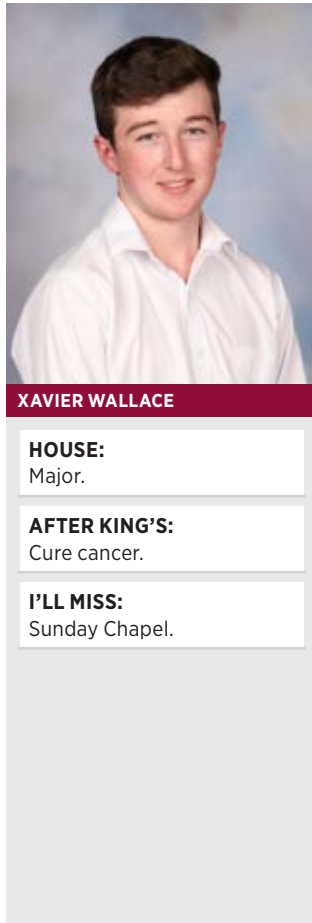 XAVIER WALLACE
HOUSE:
Major.
AFTER KING’S:
Cure cancer.
I’LL MISS:
Sunday Chapel.